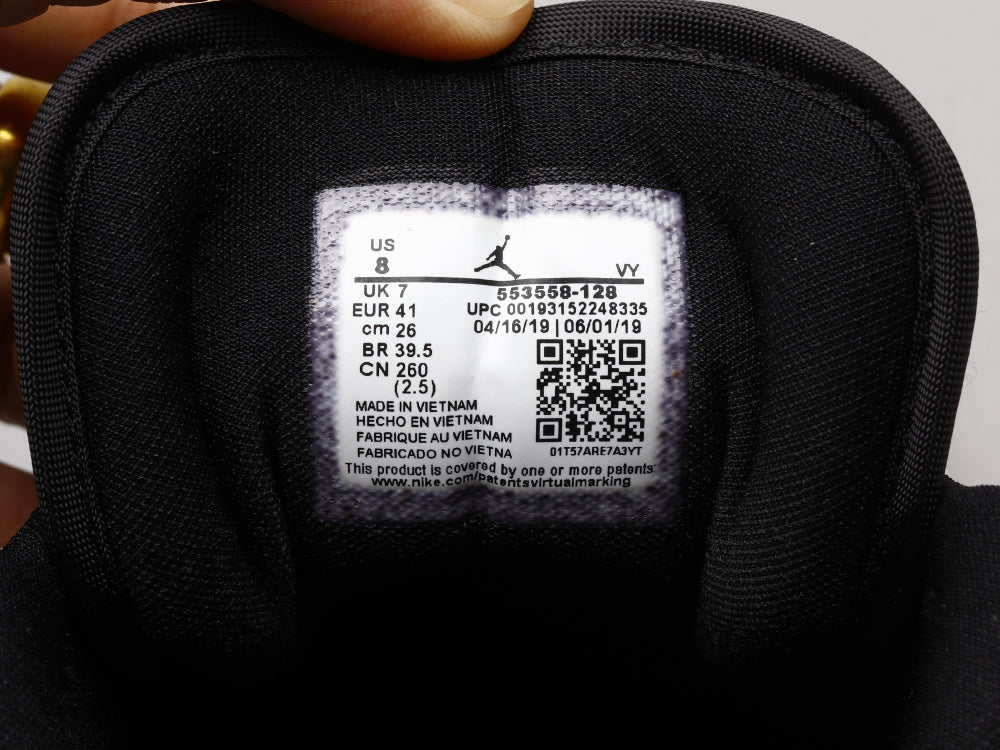 US
8
VY
UK 7
553558-128
EUR 41
UPC 00193152248335
cm 26
04/16/19 | 06/01/19
BR 39.5
CN 260
(2.5)
MADE IN VIETNAM
HECHO EN VIETNAM
FABRIQUE AU VIETNAM
FABRICADO NO VIETNA
01T57ARE7A3YT
This product is covered by one or more patents:
www.nike.com/patentsvirtualmarking